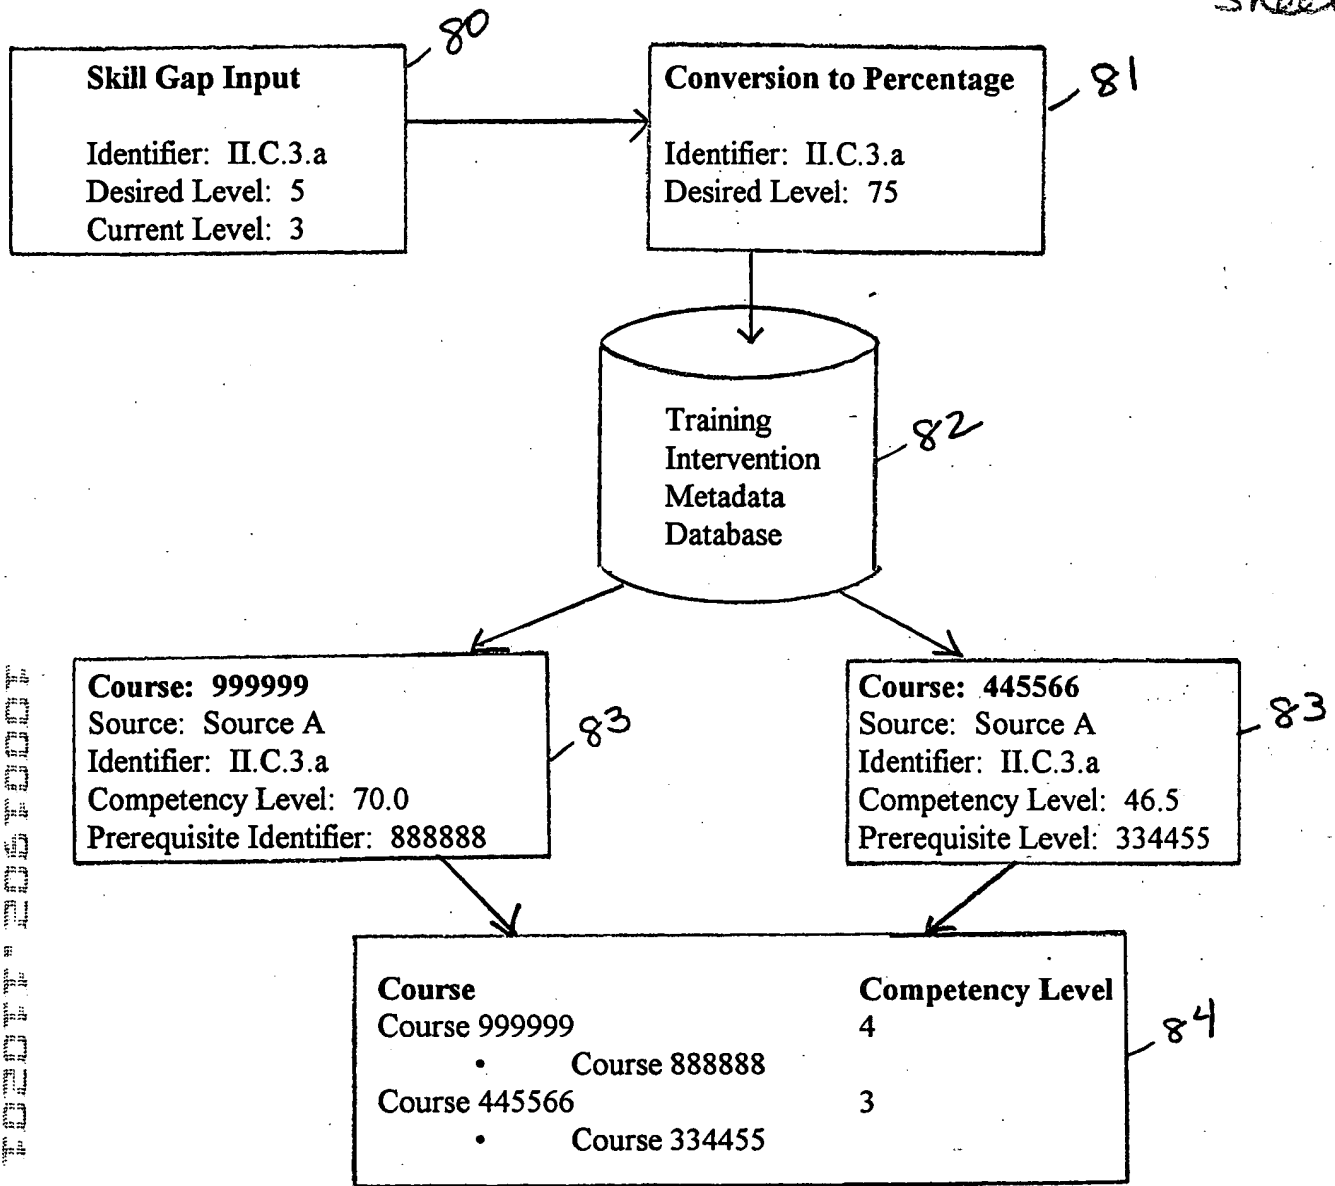 80
Skill Gap Input
Identifier: II.C.3.a
Desired Level: 5
Current Level: 3
81
Conversion to Percentage
Identifier: II.C.3.a
Desired Level: 75
82
Training
Intervention
Metadata
Database
83
Course: 999999
Source: Source A
Identifier: II.C.3.a
Competency Level: 70.0
Prerequisite Identifier: 888888
83
Course: 445566
Source: Source A
Identifier: II.C.3.a
Competency Level: 46.5
Prerequisite Level: 334455
84
Course Competency Level
Course 999999 4
• Course 888888
Course 445566 3
• Course 334455